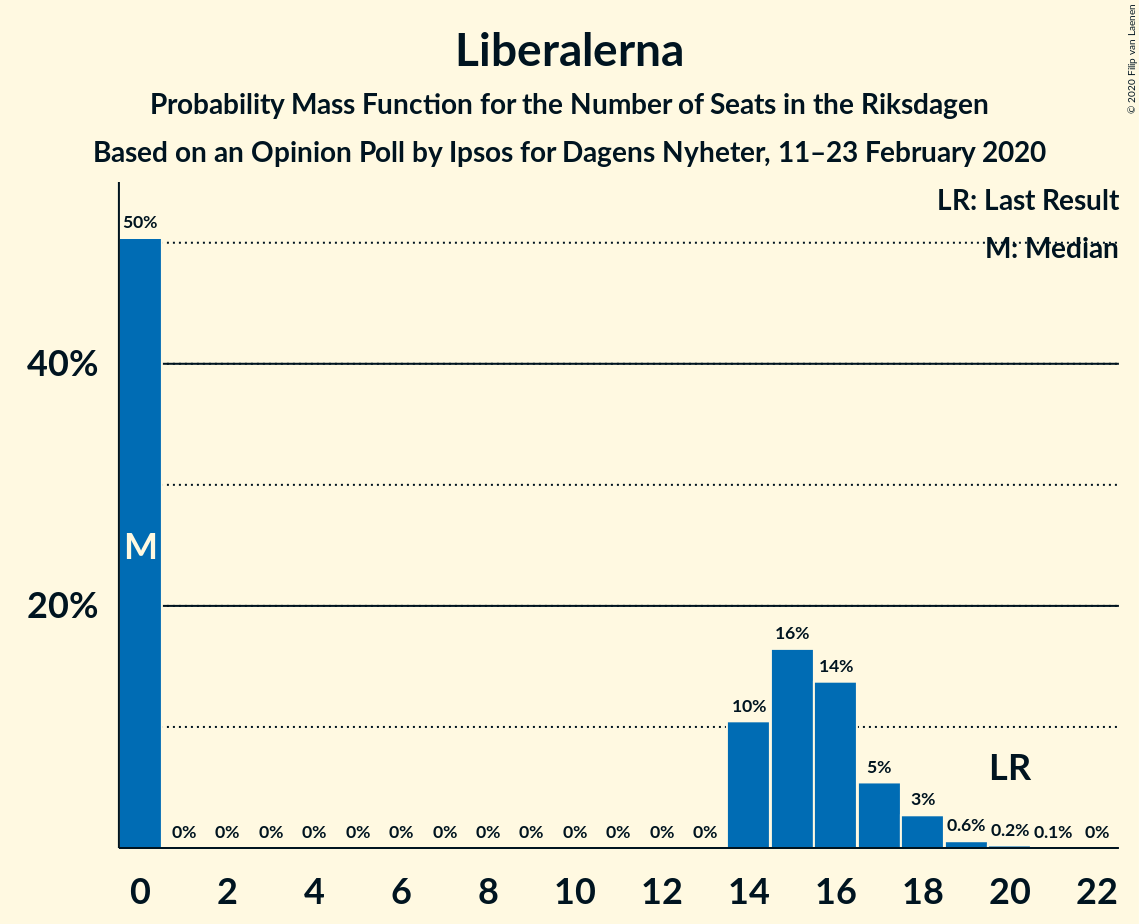 Liberalerna
Probability Mass Function for the Number of Seats in the Riksdagen
Based on an Opinion Poll by Ipsos for Dagens Nyheter, 11–23 February 2020
© 2020 Filip van Laenen
LR: Last Result
M: Median
50%
40%
20%
M
0% 0% 0% 0% 0% 0% 0% 0% 0% 0% 0% 0% 0% 10% 16% 14% 5% 3% 0.6% 0.2% 0.1% 0%
LR
0 2 4 6 8 10 12 14 16 18 20 22